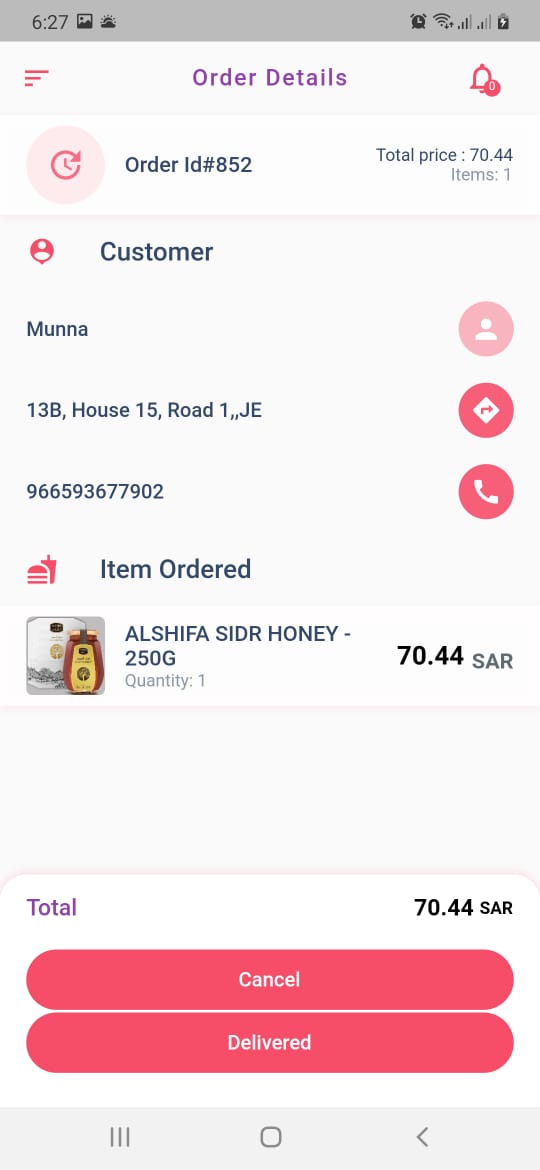 6:27
Order Details
0
Order Id#852
Total price : 70.44
Items: 1
Customer
Munna
13B, House 15, Road 1,,JE
966593677902
Item Ordered
ALSHIFA SIDR HONEY -
250G
Quantity: 1
70.44 SAR
Total
70.44 SAR
Cancel
Delivered